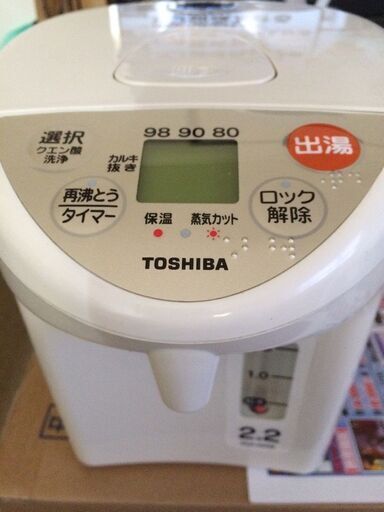 選択
クエン酸
洗浄
カルキ
抜き
98 90 80
出湯
再沸とう
タイマー
保温
蒸気カット
ロック
解除
TOSHIBA
1.0
2.2